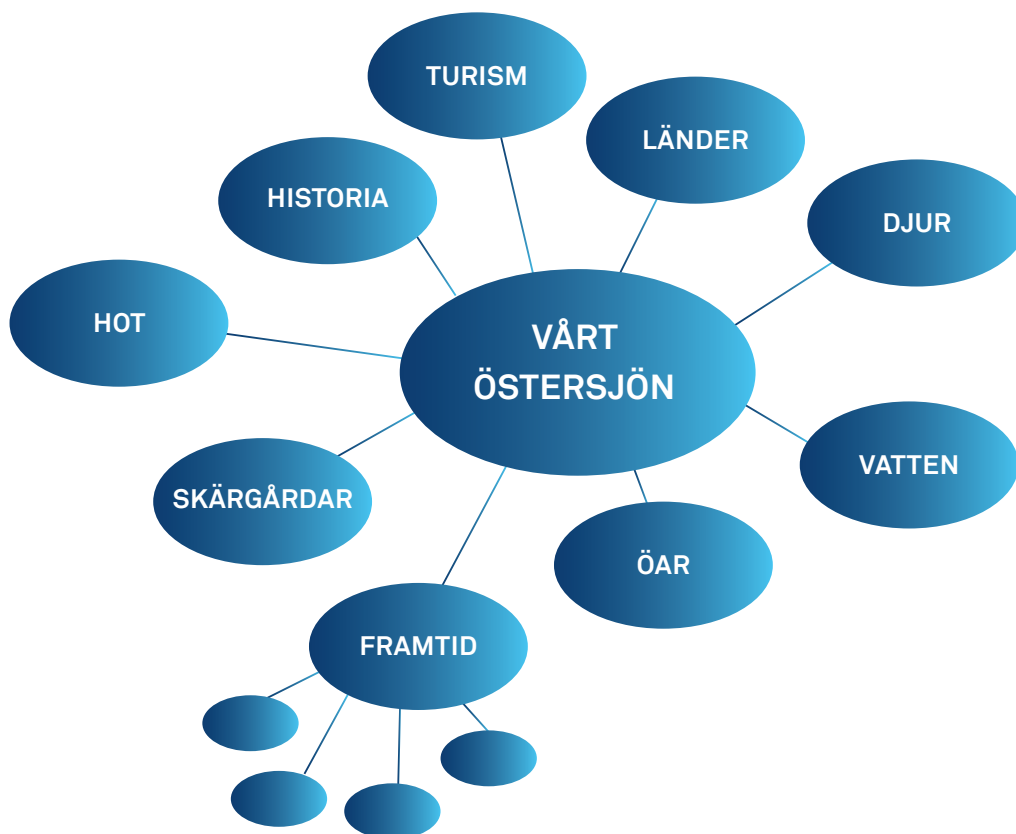 TURISM
LÄNDER
HISTORIA
DJUR
HOT
VÅRT
ÖSTERSJÖN
VATTEN
SKÄRGÅRDAR
ÖAR
FRAMTID